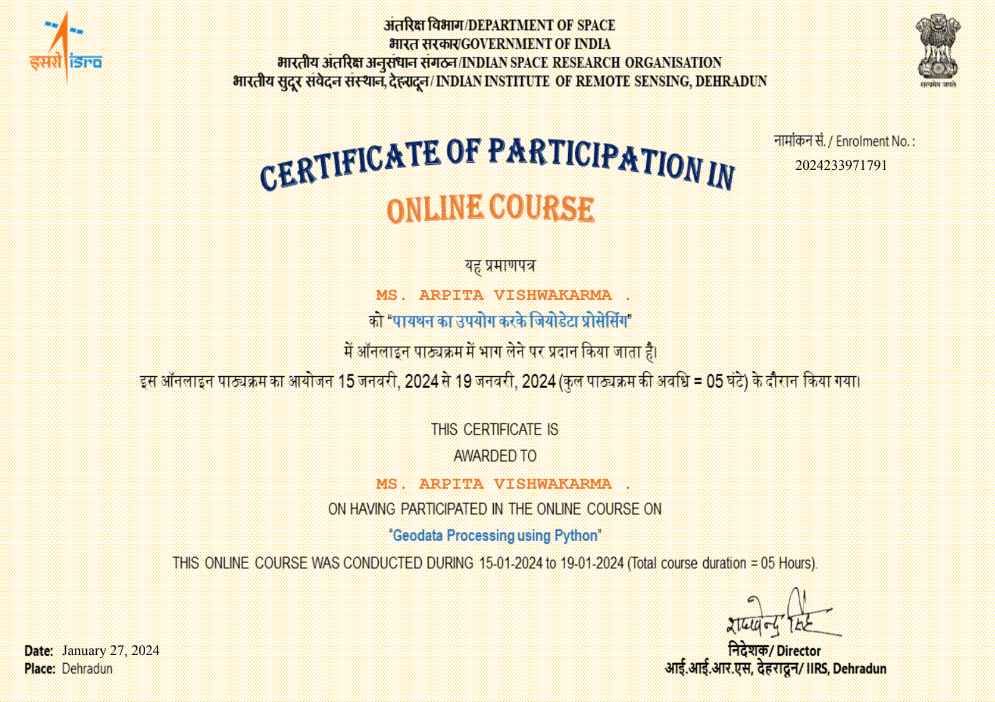 इसरो isro
अंतरिक्ष विभाग/DEPARTMENT OF SPACE
भारत सरकार/GOVERNMENT OF INDIA
भारतीय अंतरिक्ष अनुसंधान संगठन/INDIAN SPACE RESEARCH ORGANISATION
भारतीय सुदूर संवेदन संस्थान, देहरादून/ INDIAN INSTITUTE OF REMOTE SENSING, DEHRADUN
सत्यमेव जयते
नामांकन सं. / Enrolment No. :
2024233971791
CERTIFICATE OF PARTICIPATION IN
ONLINE COURSE
यह प्रमाणपत्र
MS. ARPITA VISHWAKARMA .
को “पायथन का उपयोग करके जियोडेटा प्रोसेसिंग”
में ऑनलाइन पाठ्यक्रम में भाग लेने पर प्रदान किया जाता है।
इस ऑनलाइन पाठ्यक्रम का आयोजन 15 जनवरी, 2024 से 19 जनवरी, 2024 (कुल पाठ्यक्रम की अवधि = 05 घंटे) के दौरान किया गया।
THIS CERTIFICATE IS
AWARDED TO
MS. ARPITA VISHWAKARMA .
ON HAVING PARTICIPATED IN THE ONLINE COURSE ON
“Geodata Processing using Python”
THIS ONLINE COURSE WAS CONDUCTED DURING 15-01-2024 to 19-01-2024 (Total course duration = 05 Hours).
निदेशक/ Director
आई.आई.आर.एस, देहरादून/ IIRS, Dehradun
Date: January 27, 2024
Place: Dehradun